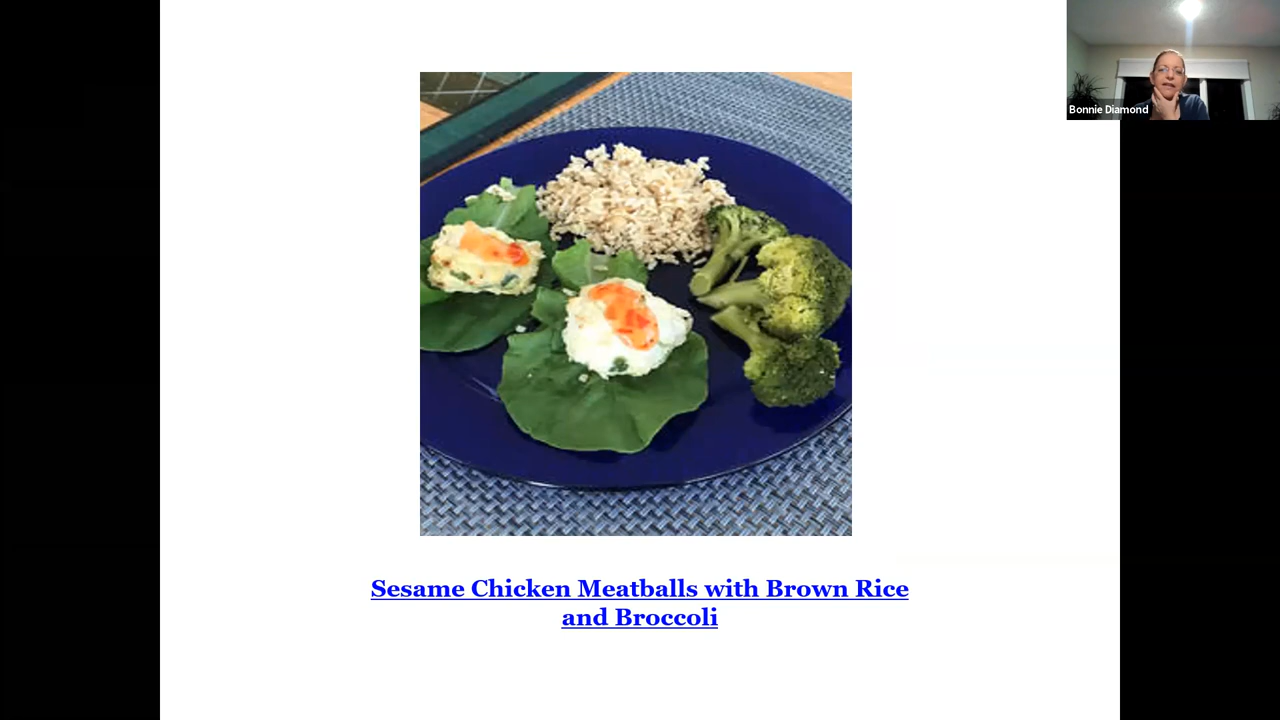 Bonnie Diamond
Sesame Chicken Meatballs with Brown Rice
and Broccoli